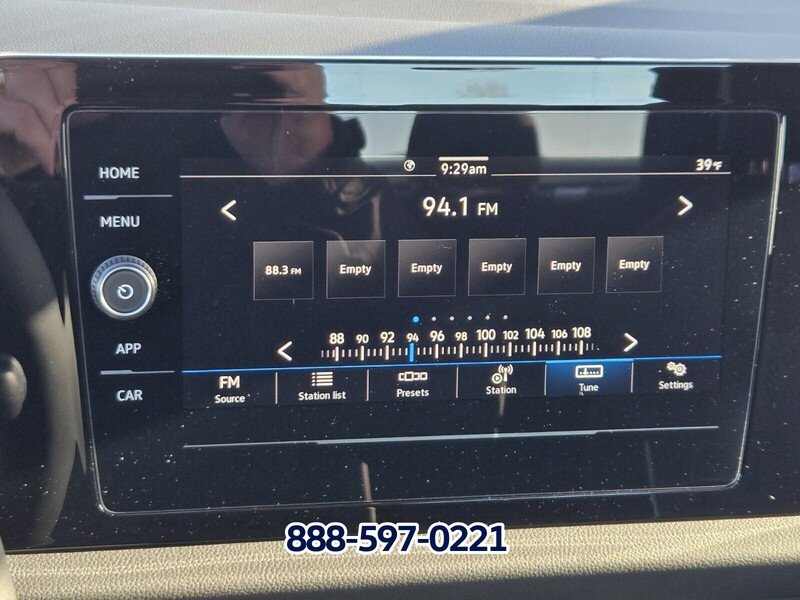 HOME
MENU
APP
CAR
9:29am
39°F
< 94.1 FM >
88.3 FM Empty Empty Empty Empty Empty
< 88 90 92 94 96 98 100 102 104 106 108 >
FM Source
Station list
Presets
Station
Tune
Settings
888-597-0221